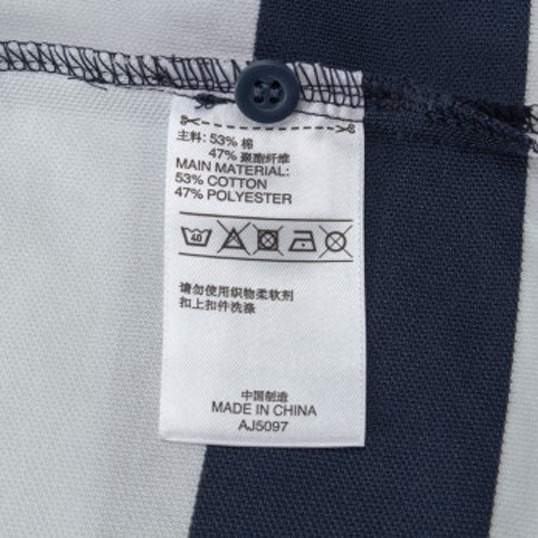 主料: 53% 棉
47% 聚酯纤维
MAIN MATERIAL:
53% COTTON
47% POLYESTER
40
请勿使用织物柔软剂
扣上扣件洗涤
中国制造
MADE IN CHINA
AJ5097